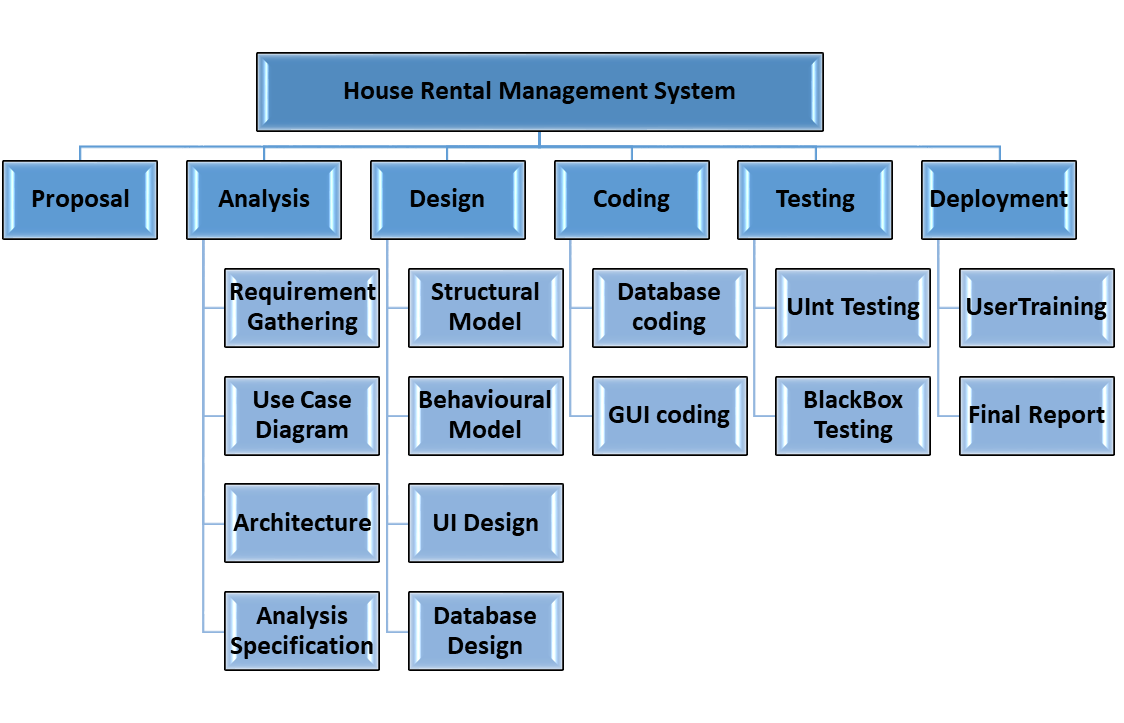 House Rental Management System
Proposal
Analysis
Design
Coding
Testing
Deployment
Requirement
Gathering
Use Case
Diagram
Architecture
Analysis
Specification
Structural
Model
Behavioural
Model
UI Design
Database
Design
Database
coding
GUI coding
UInt Testing
BlackBox
Testing
UserTraining
Final Report